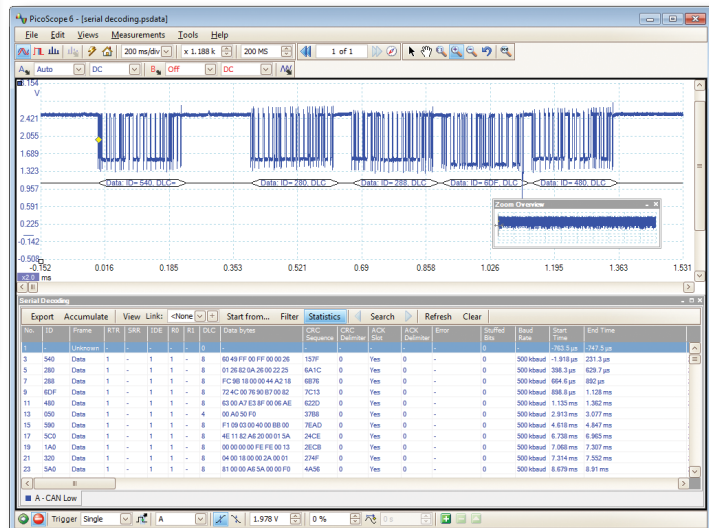 PicoScope 6 - [serial decoding.psdata]
File Edit Views Measurements Tools Help
200 ms/div x 1.188 k 200 MS 1 of 1
A Auto DC B Off DC
3.154
V
2.421
2.055
1.689
1.323
0.957
0.591
0.225
-0.142
-0.508
Data: ID= 540, DLC= Data: ID= 280, DLC Data: ID= 288, DLC Data: ID= 6DF, DLC Data: ID= 480, DLC
Zoom Overview
-0.152 0.016 0.185 0.353 0.521 0.69 0.858 1.026 1.195 1.363 1.531
x2.0 ms
Serial Decoding
Export Accumulate View Link: <None Start from... Filter Statistics Search Refresh Clear
No. ID Frame RTR SRR IDE R0 R1 DLC Data bytes CRC Sequence CRC Delimiter ACK Slot ACK Delimiter Error Stuffed Bits Baud Rate Start Time End Time
1 - Unknown - - - - - 0 - - - - - - 0 - -763.5 µs -747.5 µs
3 540 Data 1 - 1 1 - 8 60 49 FF 00 FF 00 00 26 157F 0 Yes 0 - 0 500 kbaud -1.918 µs 231.3 µs
5 280 Data 1 - 1 1 - 8 01 26 82 0A 26 00 22 25 6A1C 0 Yes 0 - 0 500 kbaud 398.3 µs 629.7 µs
7 288 Data 1 - 1 1 - 8 FC 98 18 00 00 44 A2 18 6B76 0 Yes 0 - 0 500 kbaud 664.6 µs 892 µs
9 6DF Data 1 - 1 1 - 8 72 4C 00 76 90 B7 00 82 7C13 0 Yes 0 - 0 500 kbaud 898.8 µs 1.128 ms
11 480 Data 1 - 1 1 - 8 63 00 A7 E3 8F 00 06 AE 622D 0 Yes 0 - 0 500 kbaud 1.135 ms 1.362 ms
13 050 Data 1 - 1 1 - 4 00 A0 50 F0 37B8 0 Yes 0 - 0 500 kbaud 2.913 ms 3.077 ms
15 590 Data 1 - 1 1 - 8 F1 09 03 00 40 00 BB 00 7EAD 0 Yes 0 - 0 500 kbaud 4.618 ms 4.847 ms
17 5C0 Data 1 - 1 1 - 8 4E 11 82 A6 20 00 01 5A 24CE 0 Yes 0 - 0 500 kbaud 6.738 ms 6.965 ms
19 1A0 Data 1 - 1 1 - 8 00 00 00 00 FE FE 00 13 2ECB 0 Yes 0 - 0 500 kbaud 7.068 ms 7.307 ms
21 320 Data 1 - 1 1 - 8 04 00 18 00 00 2A 00 01 274F 0 Yes 0 - 0 500 kbaud 7.314 ms 7.552 ms
23 5A0 Data 1 - 1 1 - 8 81 00 00 A6 5A 00 00 F0 4A56 0 Yes 0 - 0 500 kbaud 8.679 ms 8.91 ms
A - CAN Low
Trigger Single A 1.978 V 0 % 0 s